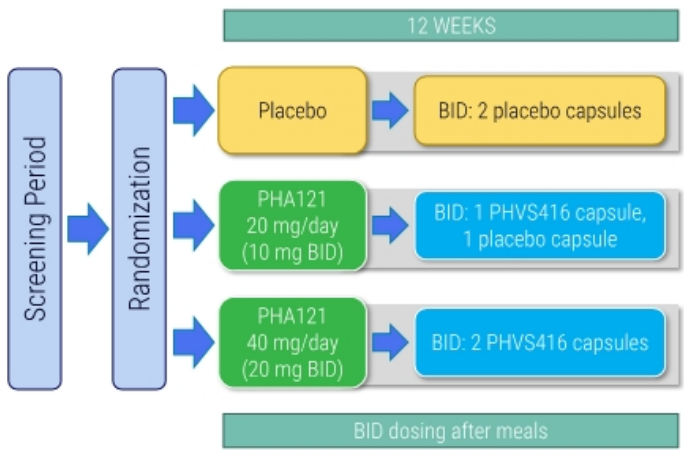 12 WEEKS
Screening Period
Randomization
Placebo
BID: 2 placebo capsules
PHA121
20 mg/day
(10 mg BID)
BID: 1 PHVS416 capsule,
1 placebo capsule
PHA121
40 mg/day
(20 mg BID)
BID: 2 PHVS416 capsules
BID dosing after meals